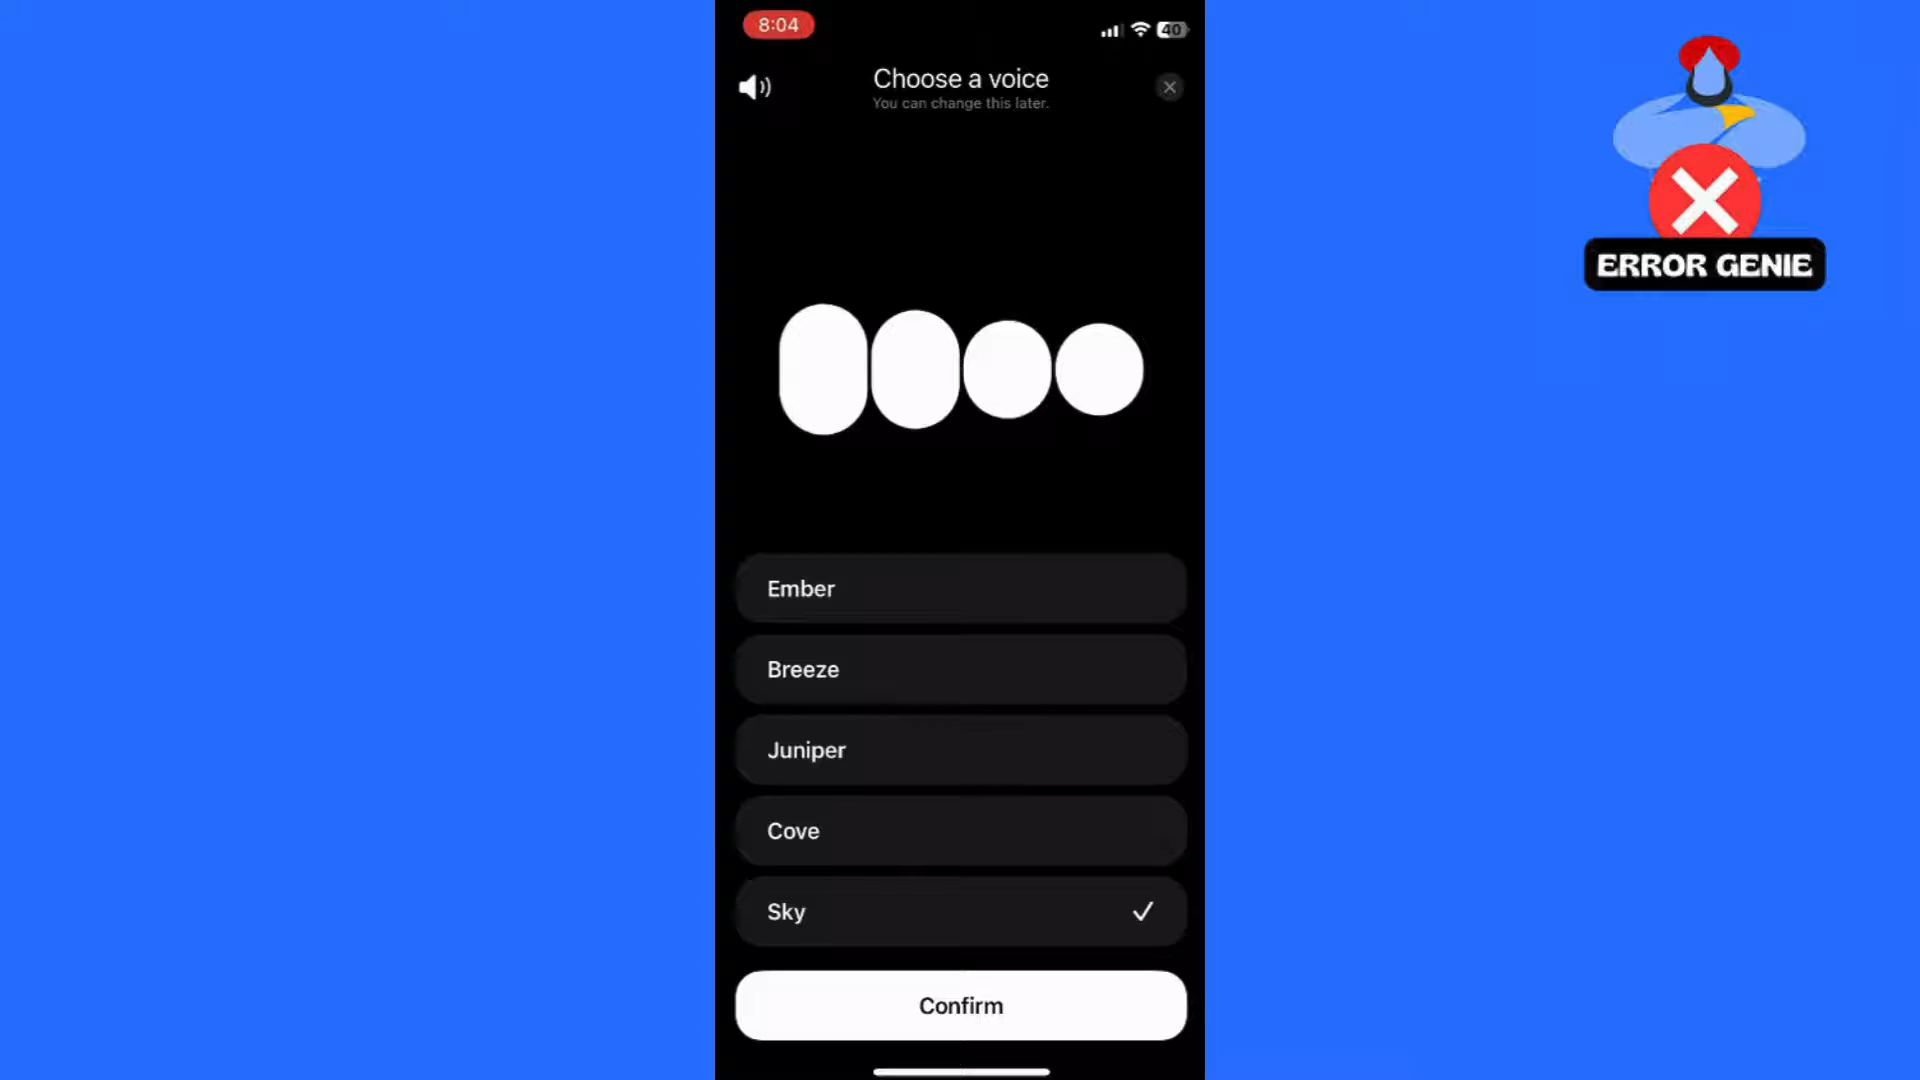 8:04
40
Choose a voice
You can change this later.
ERROR GENIE
Ember
Breeze
Juniper
Cove
Sky
Confirm